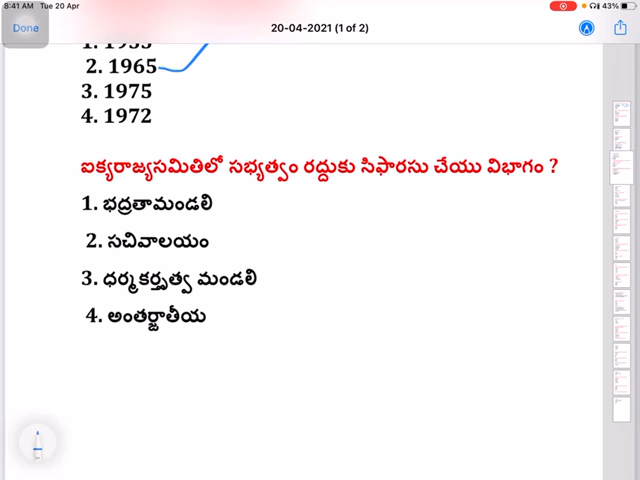 8:41 AM Tue 20 Apr
43%
Done
20-04-2021 (1 of 2)
1. 1955
2. 1965
3. 1975
4. 1972
ఐక్యరాజ్యసమితిలో సభ్యత్వం రద్దుకు సిఫారసు చేయు విభాగం ?
1. భద్రతామండలి
2. సచివాలయం
3. ధర్మకర్తృత్వ మండలి
4. అంతర్జాతీయ